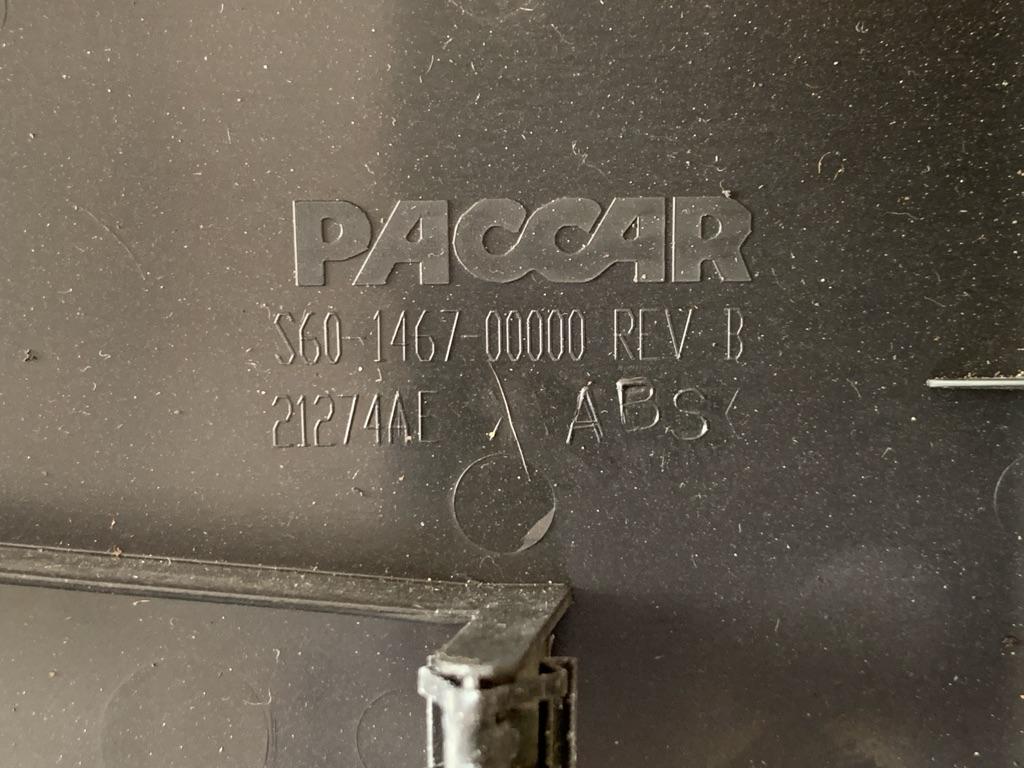 PACCAR
S60-1467-00000 REV B
21274AE >ABS<